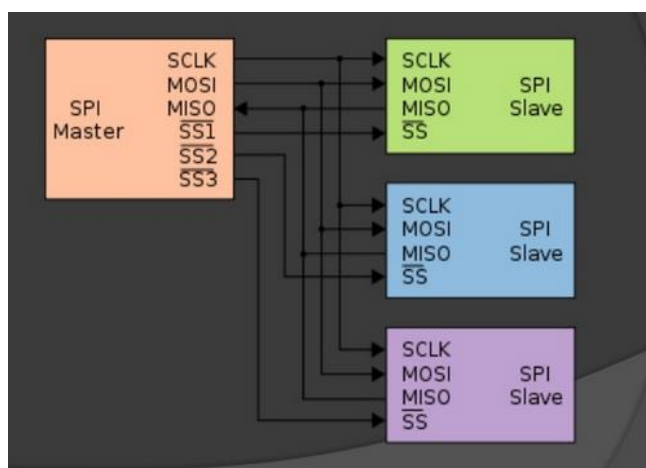 SPI
Master
SCLK
MOSI
MISO
SS1
SS2
SS3
SCLK
MOSI
MISO
SS
SPI
Slave
SCLK
MOSI
MISO
SS
SPI
Slave
SCLK
MOSI
MISO
SS
SPI
Slave